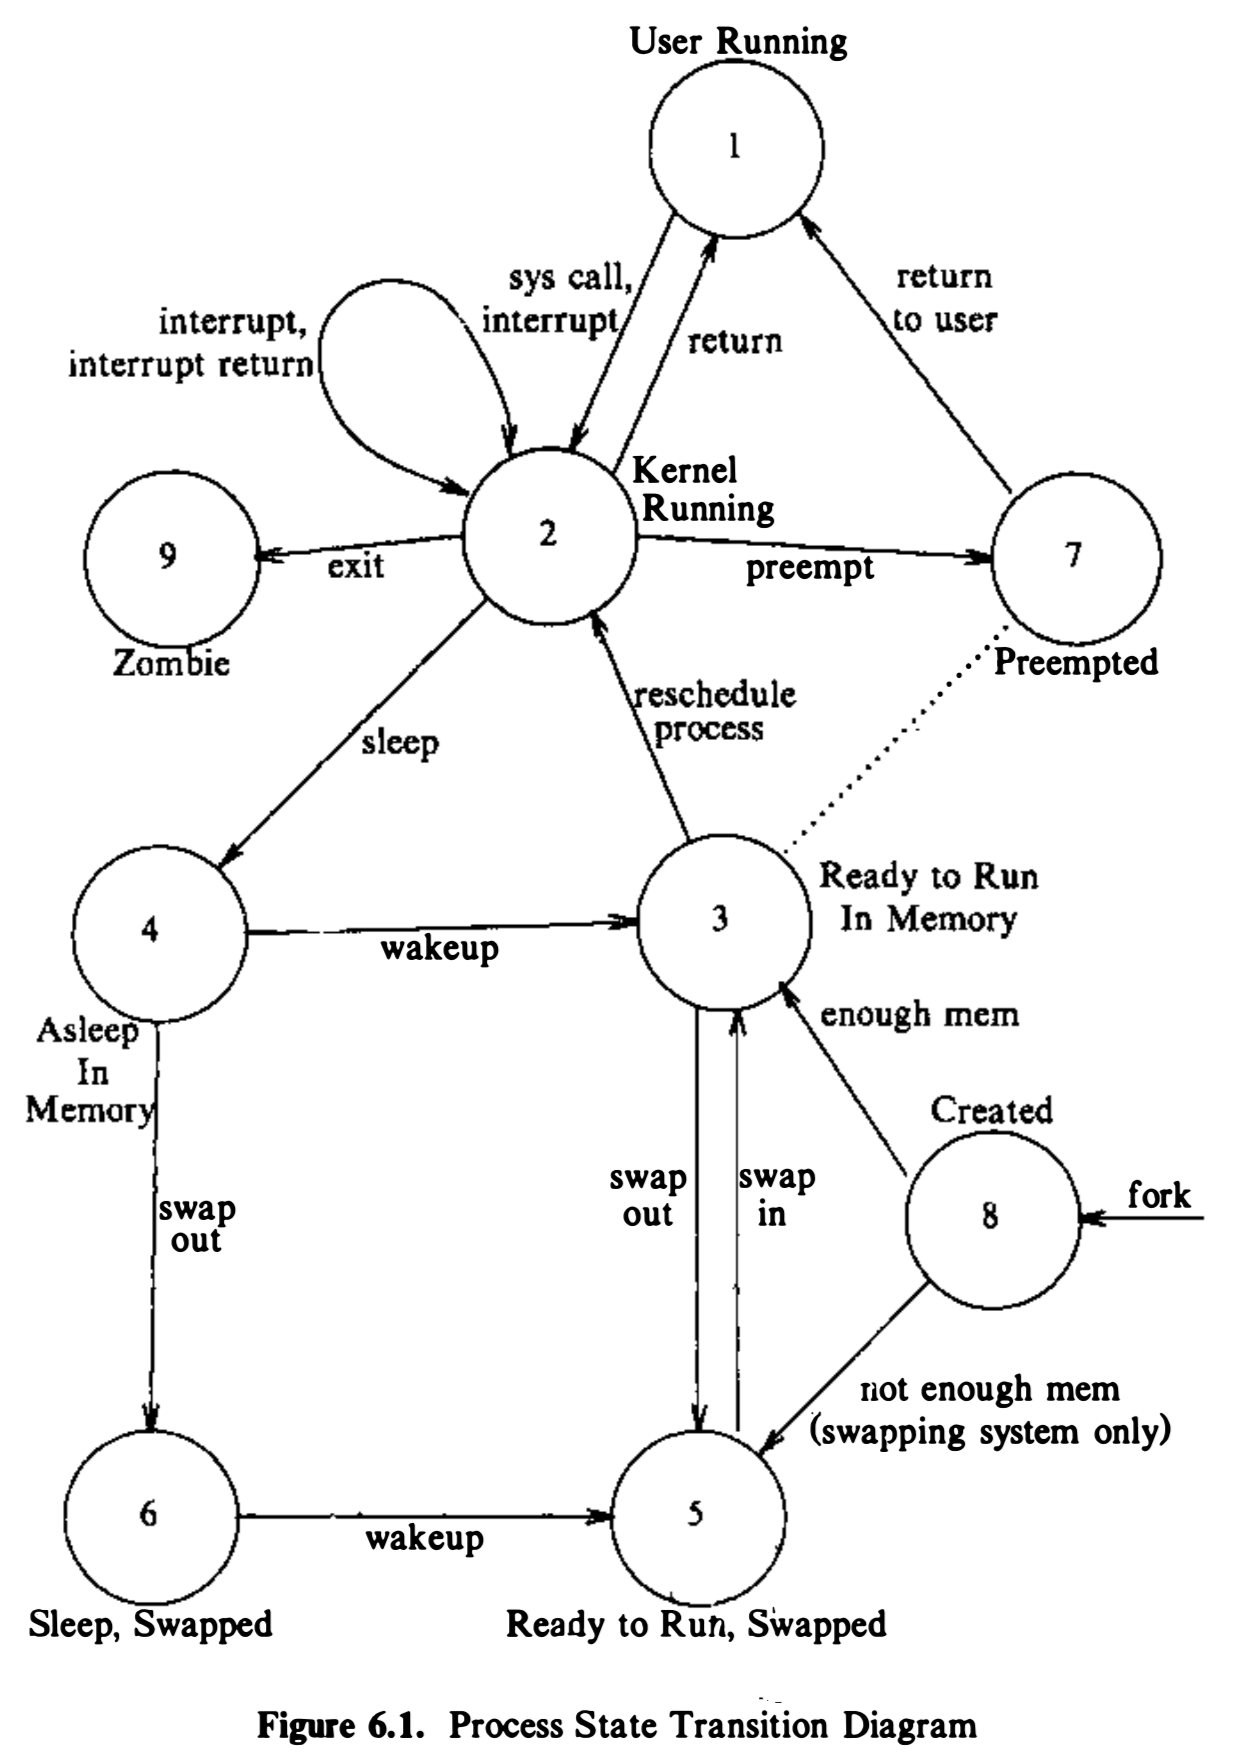 User Running
1
sys call,
interrupt
return
return
to user
interrupt,
interrupt return
Kernel
Running
2
9
exit
Zombie
preempt
7
Preempted
reschedule
process
sleep
4
wakeup
3
Ready to Run
In Memory
Asleep
In
Memory
enough mem
Created
swap
out
swap
out
swap
in
8
fork
not enough mem
(swapping system only)
6
wakeup
5
Sleep, Swapped
Ready to Run, Swapped
Figure 6.1. Process State Transition Diagram